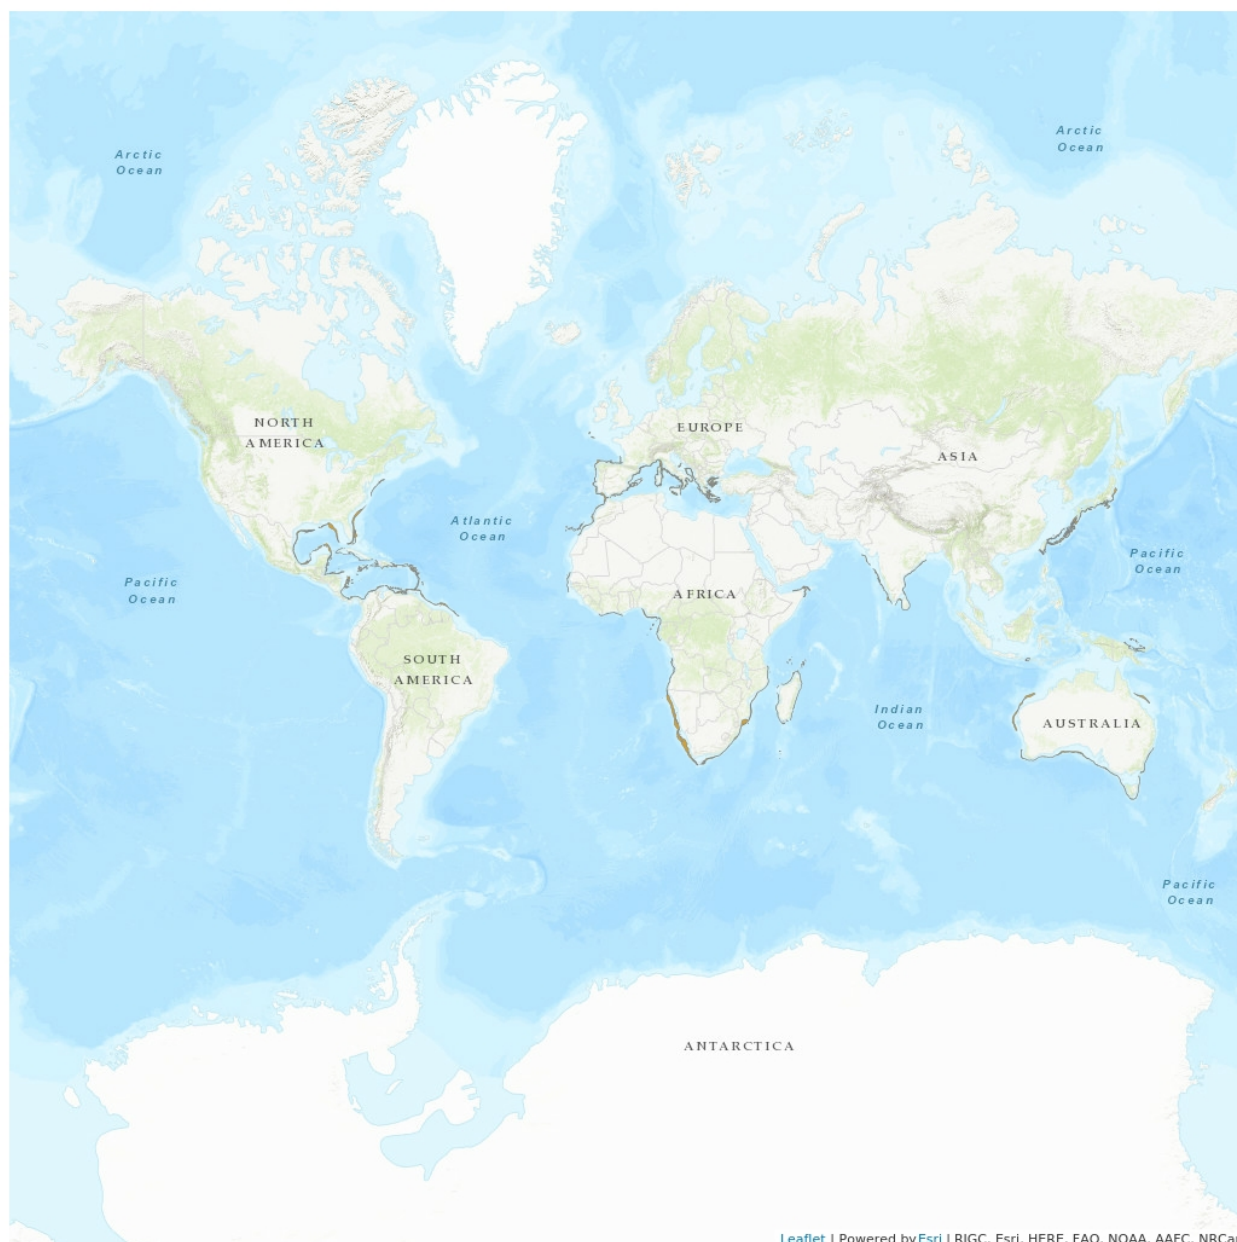 Arctic
Ocean
Arctic
Ocean
NORTH
AMERICA
EUROPE
ASIA
Atlantic
Ocean
Pacific
Ocean
Pacific
Ocean
AFRICA
SOUTH
AMERICA
Indian
Ocean
AUSTRALIA
Pacific
Ocean
ANTARCTICA
Leaflet | Powered by Esri | RIGC, Esri, HERE, FAO, NOAA, AAFC, NRCan